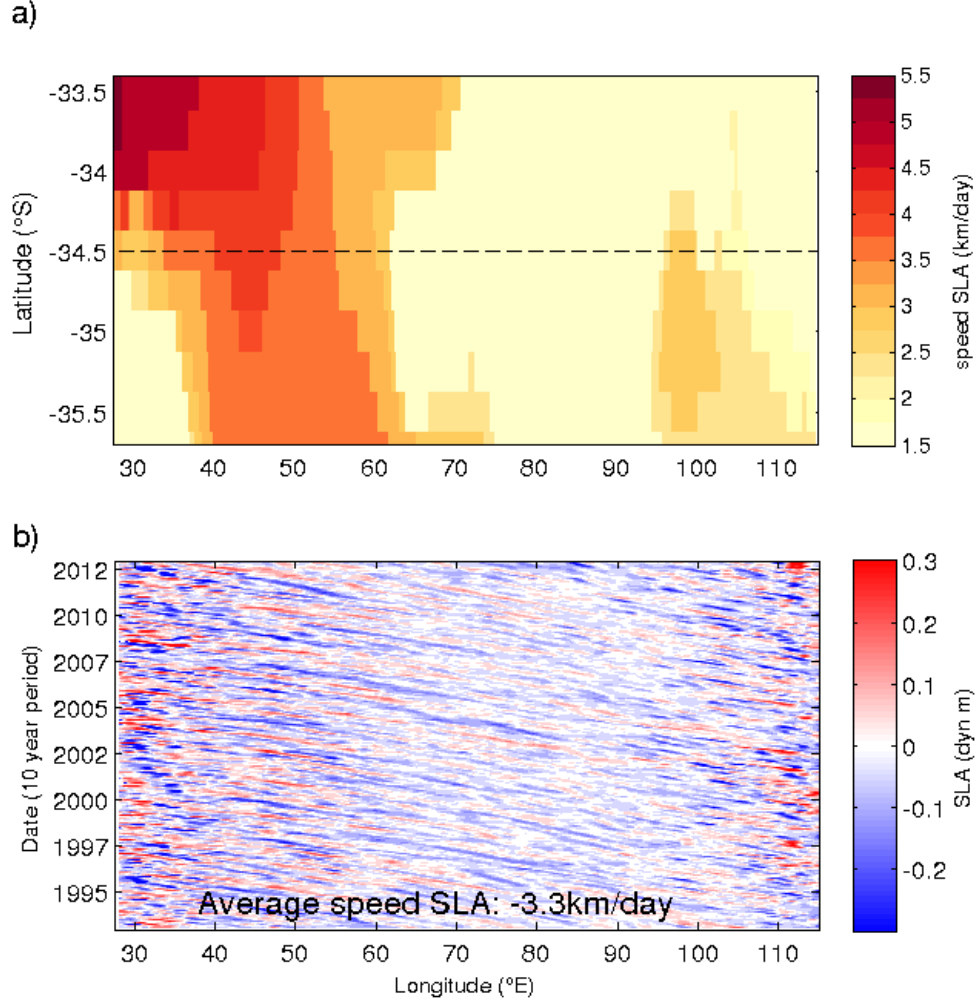 a)
-33.5
-34
-34.5
-35
-35.5
Latitude (°S)
30 40 50 60 70 80 90 100 110
5.5
5
4.5
4
3.5
3
2.5
2
1.5
speed SLA (km/day)
b)
2012
2010
2007
2005
2002
2000
1997
1995
Date (10 year period)
Average speed SLA: -3.3km/day
30 40 50 60 70 80 90 100 110
Longitude (ºE)
0.3
0.2
0.1
0
-0.1
-0.2
SLA (dyn m)